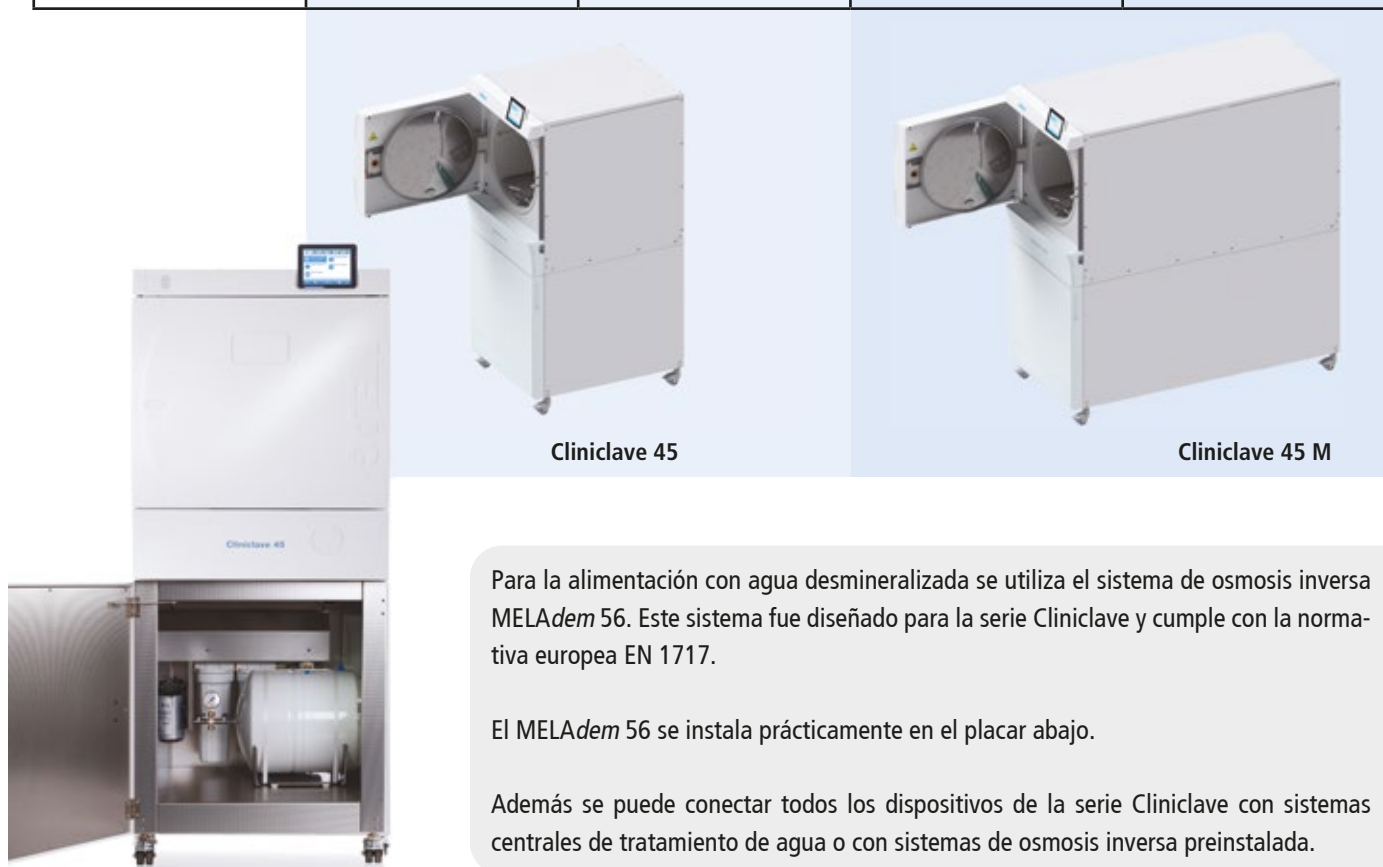 Cliniclave 45
Cliniclave 45 M
Cliniclave 45
Para la alimentación con agua desmineralizada se utiliza el sistema de osmosis inversa
MELAdem 56. Este sistema fue diseñado para la serie Cliniclave y cumple con la norma-
tiva europea EN 1717.
El MELAdem 56 se instala prácticamente en el placar abajo.
Además se puede conectar todos los dispositivos de la serie Cliniclave con sistemas
centrales de tratamiento de agua o con sistemas de osmosis inversa preinstalada.